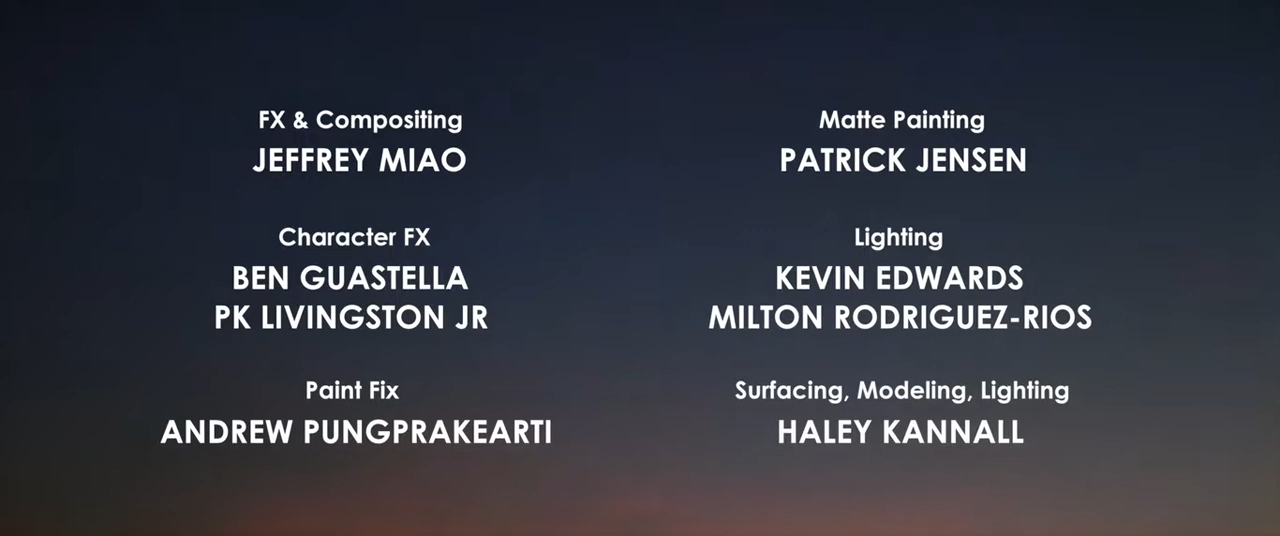 FX & Compositing
JEFFREY MIAO
Character FX
BEN GUASTELLA
PK LIVINGSTON JR
Paint Fix
ANDREW PUNGPRAKEARTI
Matte Painting
PATRICK JENSEN
Lighting
KEVIN EDWARDS
MILTON RODRIGUEZ-RIOS
Surfacing, Modeling, Lighting
HALEY KANNALL